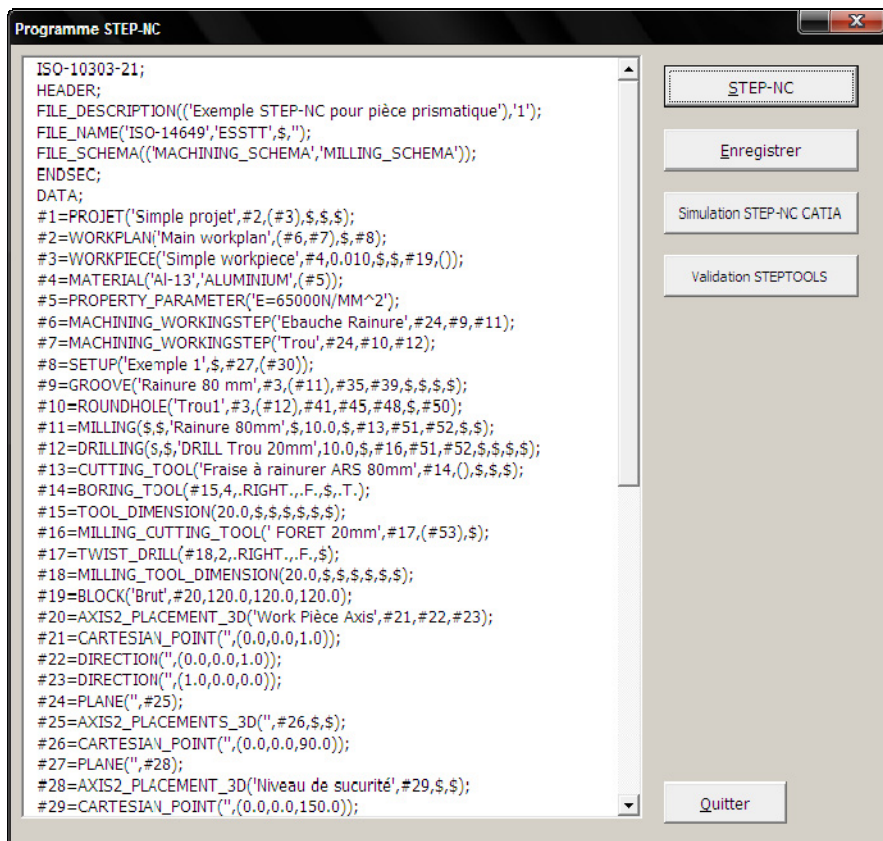 Programme STEP-NC
ISO-10303-21;
HEADER;
FILE_DESCRIPTION(('Exemple STEP-NC pour pièce prismatique'),'1');
FILE_NAME('ISO-14649','ESSTT',$,'');
FILE_SCHEMA(('MACHINING_SCHEMA','MILLING_SCHEMA'));
ENDSEC;
DATA;
#1=PROJET('Simple projet',#2,(#3),$,$,$);
#2=WORKPLAN('Main workplan',(#6,#7),$,#8);
#3=WORKPIECE('Simple workpiece',#4,0.010,$,$,#19,());
#4=MATERIAL('Al-13','ALUMINIUM',(#5));
#5=PROPERTY_PARAMETER('E=65000N/MM^2');
#6=MACHINING_WORKINGSTEP('Ebauche Rainure',#24,#9,#11);
#7=MACHINING_WORKINGSTEP('Trou',#24,#10,#12);
#8=SETUP('Exemple 1',$,#27,(#30));
#9=GROOVE('Rainure 80 mm',#3,(#11),#35,#39,$,$,$,$);
#10=ROUNDHOLE('Trou1',#3,(#12),#41,#45,#48,$,#50);
#11=MILLING($,$,'Rainure 80mm',$,10.0,$,#13,#51,#52,$,$);
#12=DRILLING($,$,'DRILL Trou 20mm',10.0,$,#16,#51,#52,$,$,$,$);
#13=CUTTING_TOOL('Fraise à rainurer ARS 80mm',#14,(),$,$,$);
#14=BORING_TOOL(#15,4,.RIGHT.,.F.,$,.T.);
#15=TOOL_DIMENSION(20.0,$,$,$,$,$,$);
#16=MILLING_CUTTING_TOOL(' FORET 20mm',#17,(#53),$);
#17=TWIST_DRILL(#18,2,.RIGHT.,.F.,$);
#18=MILLING_TOOL_DIMENSION(20.0,$,$,$,$,$,$);
#19=BLOCK('Brut',#20,120.0,120.0,120.0);
#20=AXIS2_PLACEMENT_3D('Work Pièce Axis',#21,#22,#23);
#21=CARTESIAN_POINT('',(0.0,0.0,1.0));
#22=DIRECTION('',(0.0,0.0,1.0));
#23=DIRECTION('',(1.0,0.0,0.0));
#24=PLANE('',#25);
#25=AXIS2_PLACEMENTS_3D('',#26,$,$);
#26=CARTESIAN_POINT('',(0.0,0.0,90.0));
#27=PLANE('',#28);
#28=AXIS2_PLACEMENT_3D('Niveau de sucurité',#29,$,$);
#29=CARTESIAN_POINT('',(0.0,0.0,150.0));
STEP-NC
Enregistrer
Simulation STEP-NC CATIA
Validation STEPTOOLS
Quitter